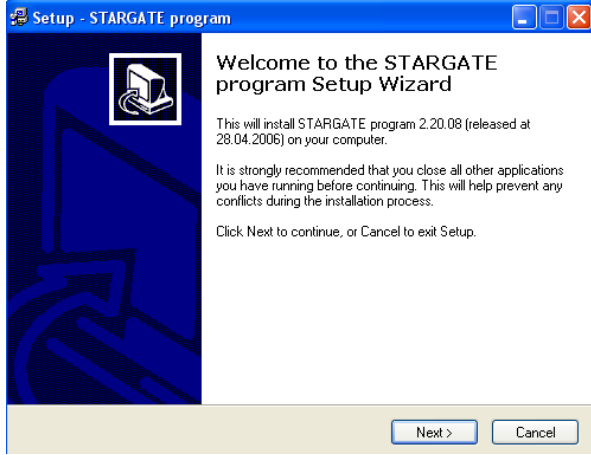 Setup - STARGATE program
Welcome to the STARGATE
program Setup Wizard
This will install STARGATE program 2.20.08 (released at
28.04.2006) on your computer.
It is strongly recommended that you close all other applications
you have running before continuing. This will help prevent any
conflicts during the installation process.
Click Next to continue, or Cancel to exit Setup.
Next > Cancel